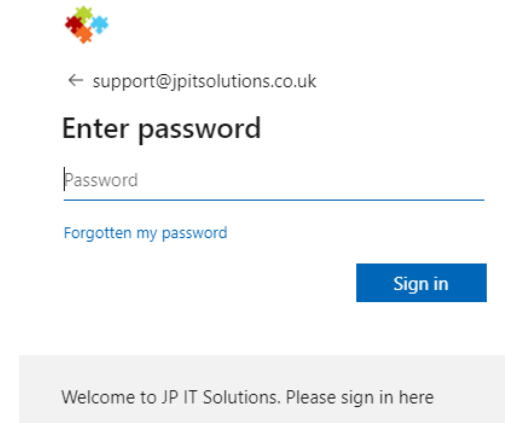 ← support@jpitsolutions.co.uk
Enter password
Password
Forgotten my password
Sign in
Welcome to JP IT Solutions. Please sign in here